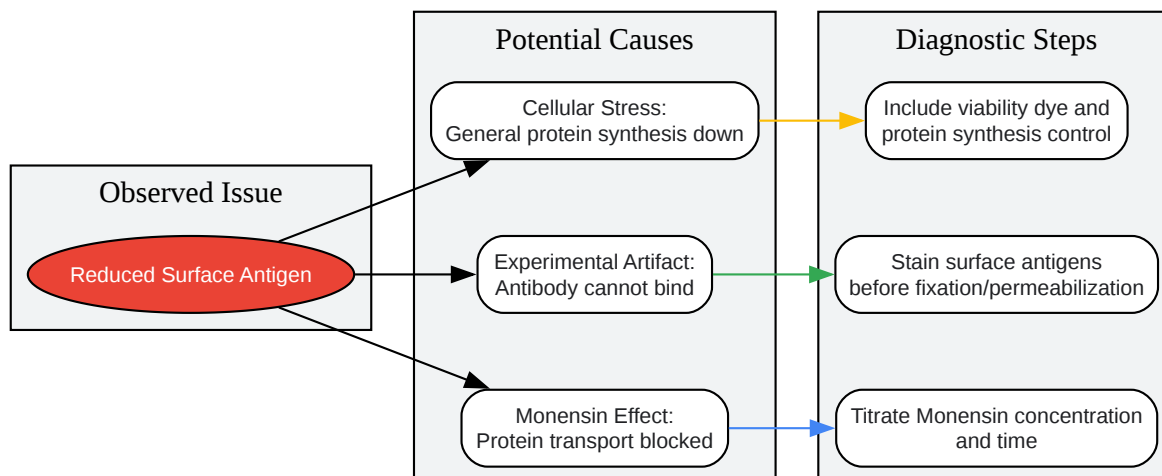 Potential Causes
Diagnostic Steps
Cellular Stress:
General protein synthesis down
Include viability dye and
protein synthesis control
Observed Issue
Reduced Surface Antigen
Experimental Artifact:
Antibody cannot bind
Stain surface antigens
before fixation/permeabilization
Monensin Effect:
Protein transport blocked
Titrate Monensin concentration
and time